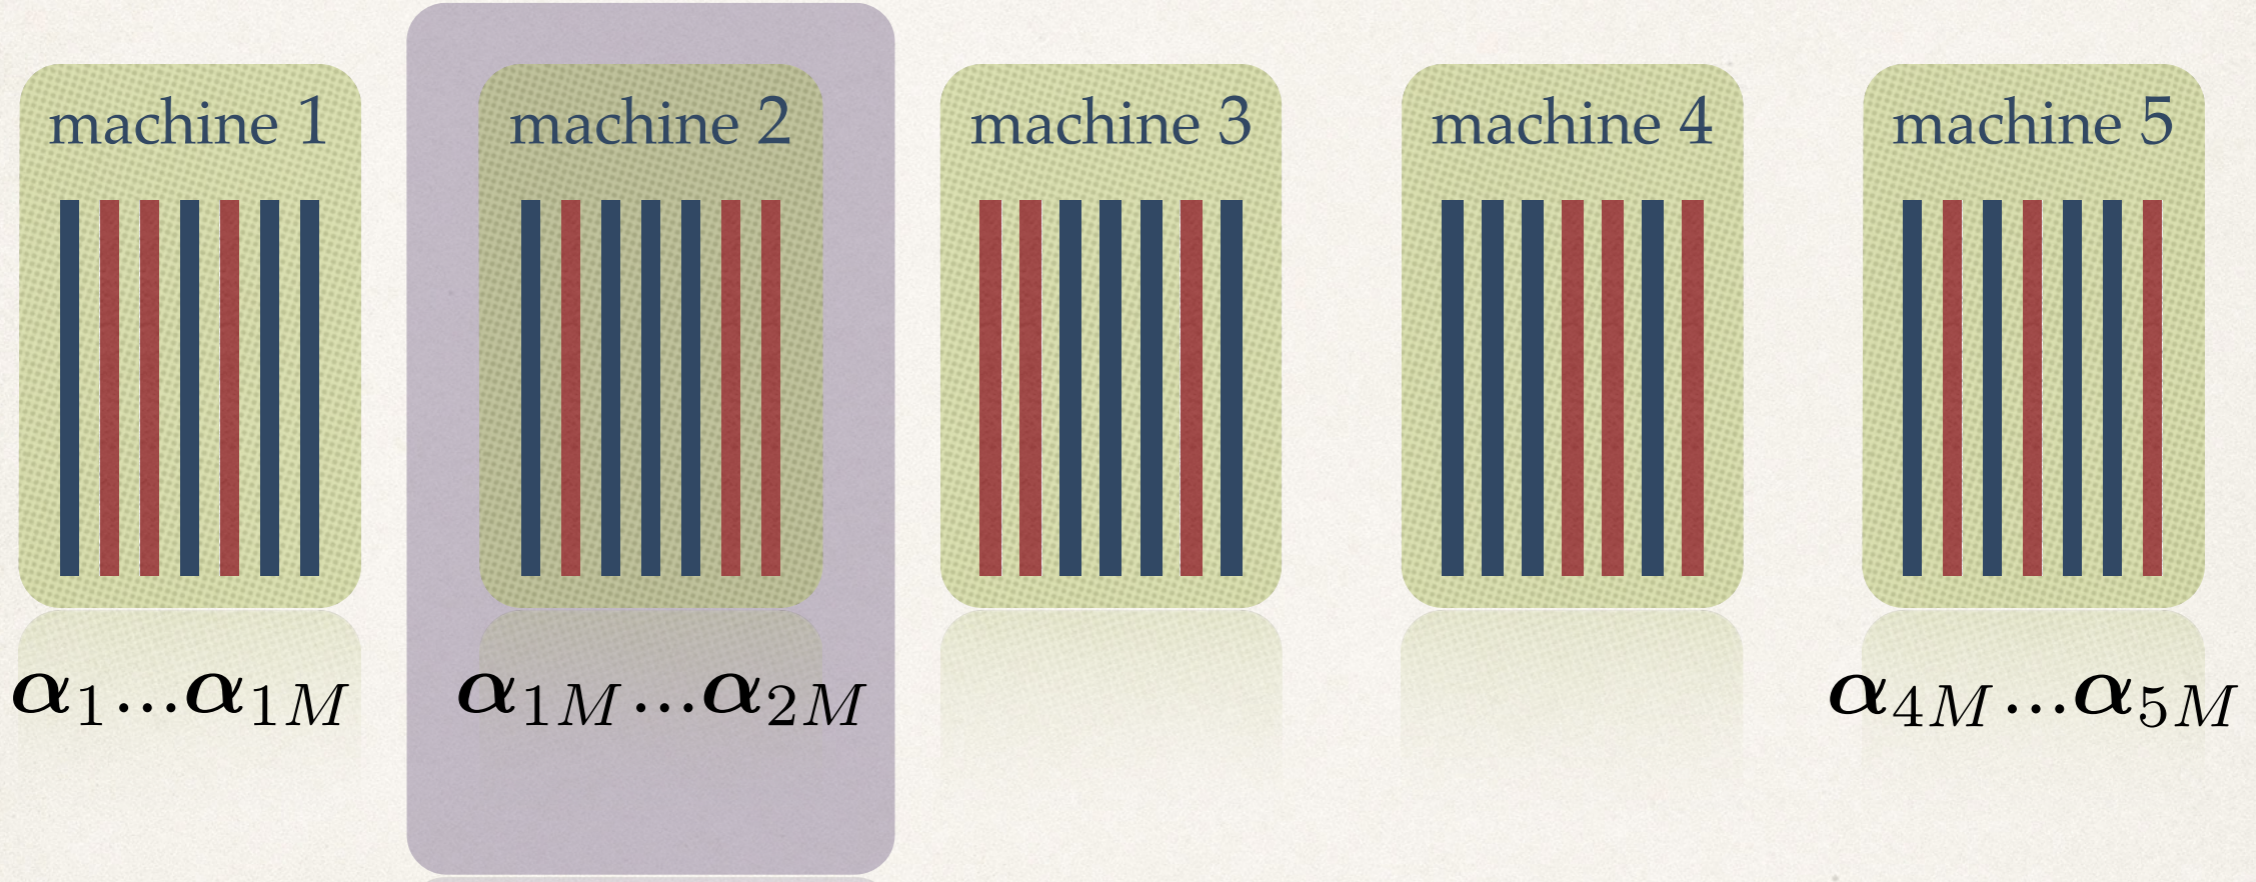 machine 1 machine 2 machine 3 machine 4 machine 5
α₁...α₁M α₁M...α₂M α₄M...α₅M